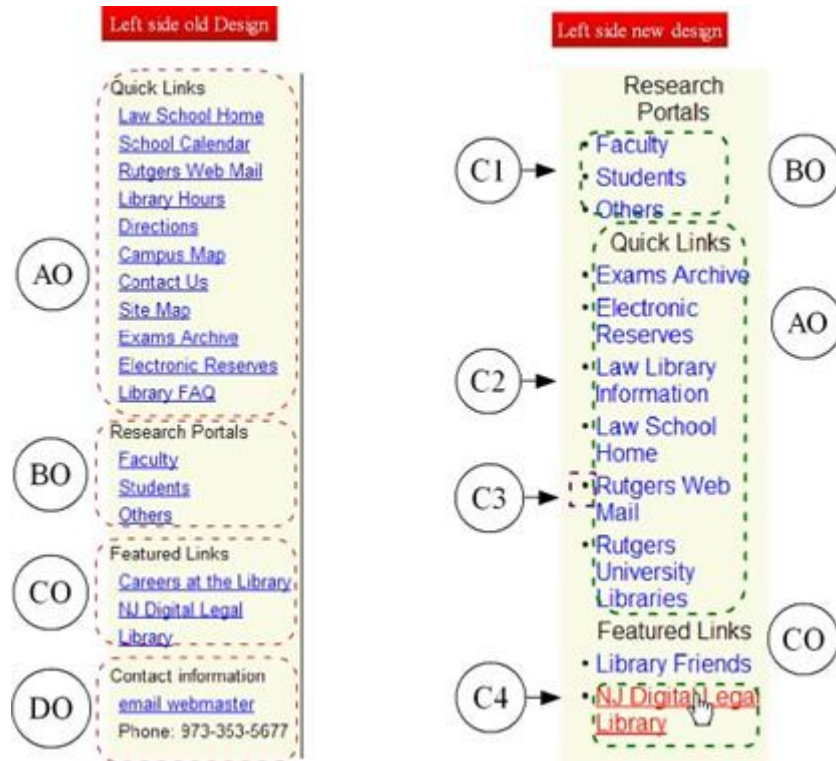 Left side old Design
Quick Links
Law School Home
School Calendar
Rutgers Web Mail
Library Hours
Directions
Campus Map
Contact Us
Site Map
Exams Archive
Electronic Reserves
Library FAQ
AO
Research Portals
Faculty
Students
Others
BO
Featured Links
Careers at the Library
NJ Digital Legal
Library
CO
Contact information
email webmaster
Phone: 973-353-5677
DO
Left side new design
Research
Portals
• Faculty
• Students
• Others
C1
BO
Quick Links
• Exams Archive
• Electronic
Reserves
• Law Library
Information
• Law School
Home
• Rutgers Web
Mail
• Rutgers
University
Libraries
AO
C2
C3
Featured Links
• Library Friends
• NJ Digital Legal
Library
CO
C4